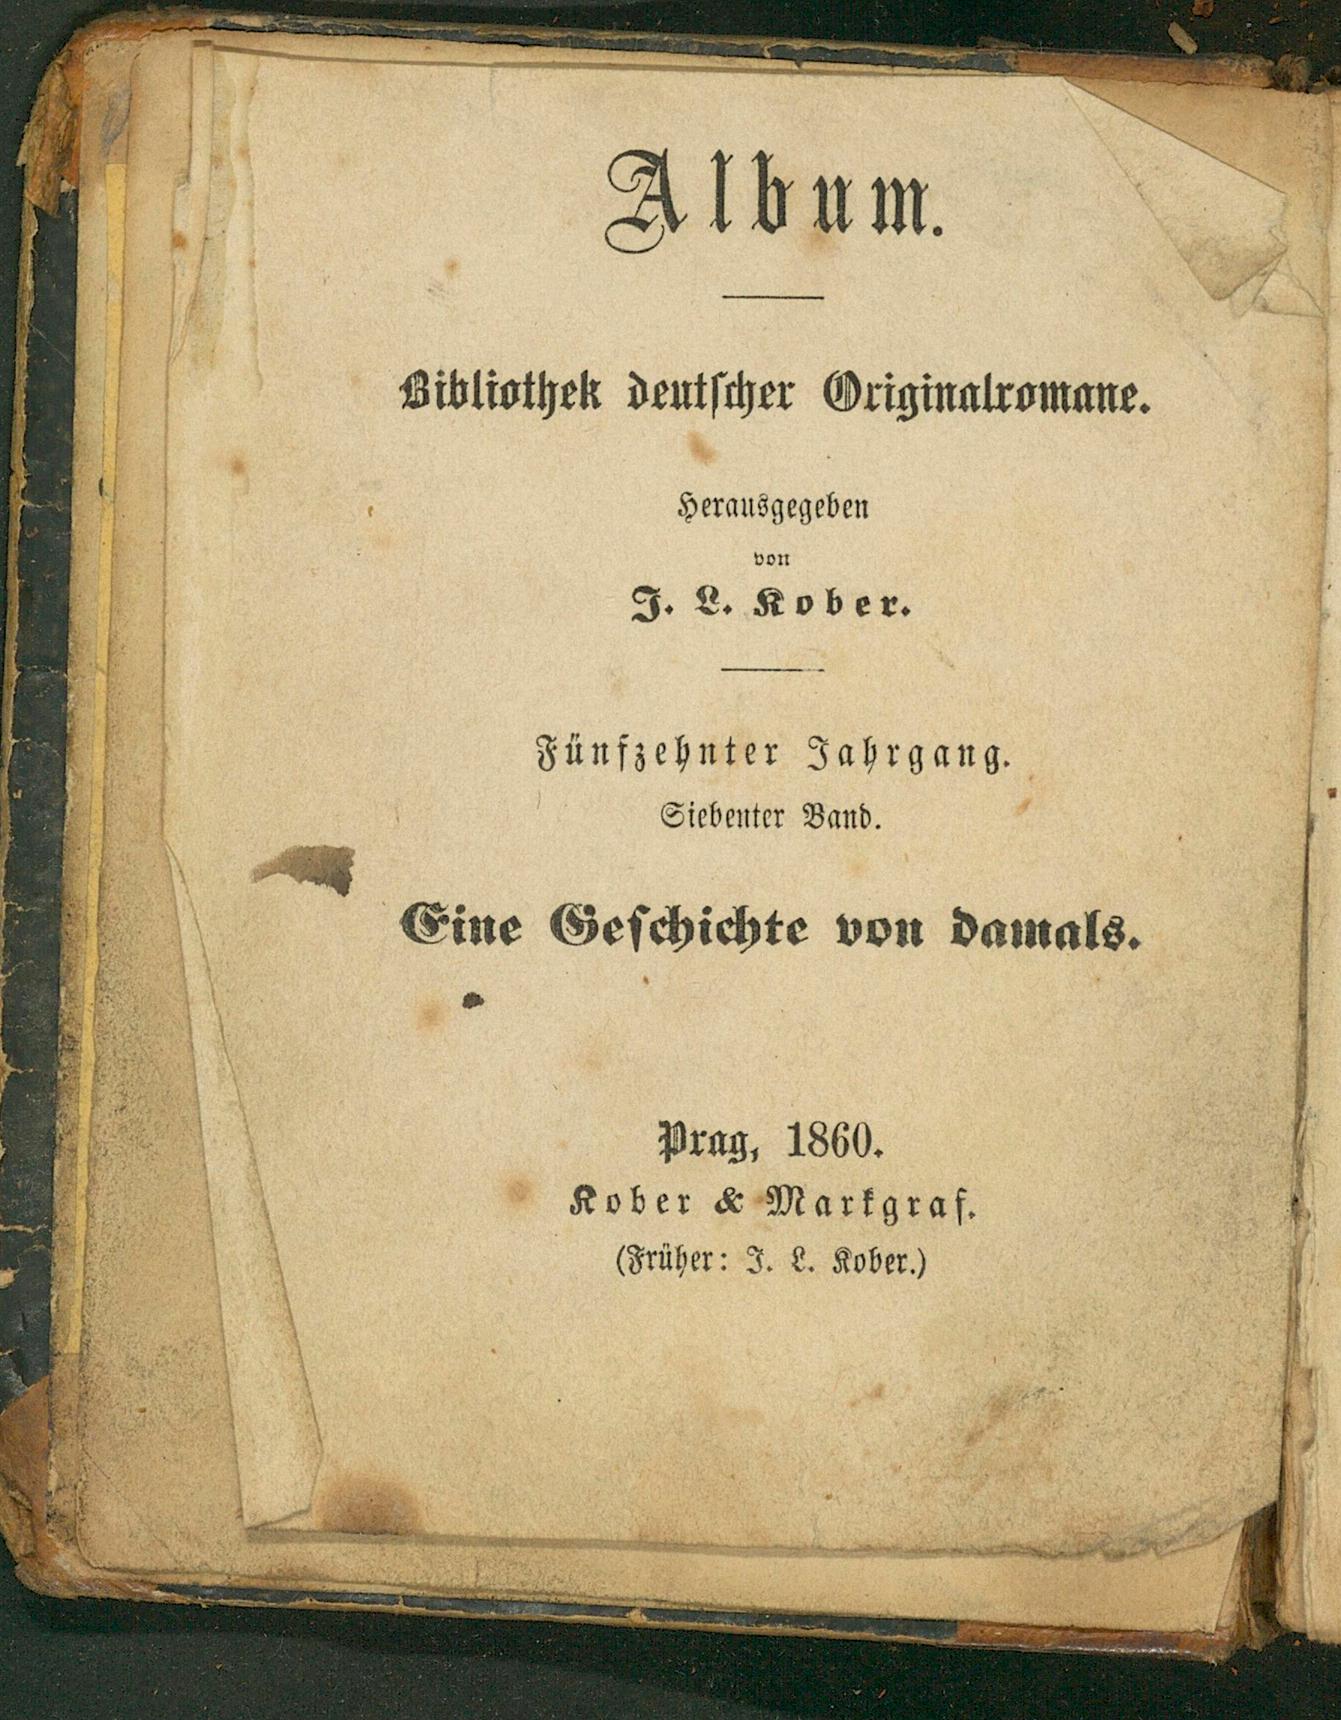 Album.
Bibliothek deutſcher Originalromane.
Herausgegeben
von
J. L. Kober.
Fünfzehnter Jahrgang.
Siebenter Band.
Eine Geſchichte von damals.
Prag, 1860.
Kober & Markgraf.
(Früher: J. L. Kober.)